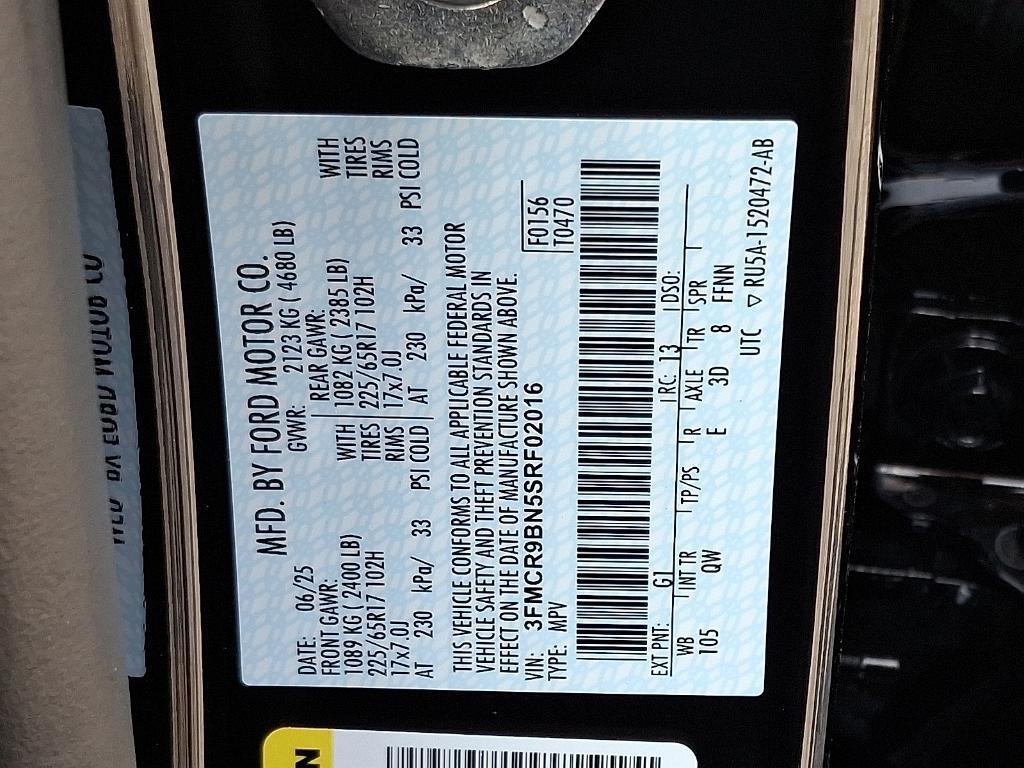 MFD. BY FORD MOTOR CO.
DATE: 06/25 GVWR: 2123 KG ( 4680 LB)
FRONT GAWR: REAR GAWR: WITH
1089 KG ( 2400 LB) WITH 1082 KG ( 2385 LB) TIRES
225/65R17 102H TIRES 225/65R17 102H RIMS
17x7.0J RIMS 17x7.0J
AT 230 kPa/ 33 PSI COLD AT 230 kPa/ 33 PSI COLD
THIS VEHICLE CONFORMS TO ALL APPLICABLE FEDERAL MOTOR
VEHICLE SAFETY AND THEFT PREVENTION STANDARDS IN
EFFECT ON THE DATE OF MANUFACTURE SHOWN ABOVE.
VIN: 3FMCR9BN5SRF02016 F0156
TYPE: MPV T0470
EXT PNT: G1 RC: 13 DSO:
WB INT TR TP/PS R AXLE TR SPR
105 QW E 3D 8 FFNN
UTC ▽ RU5A-1520472-AB
N